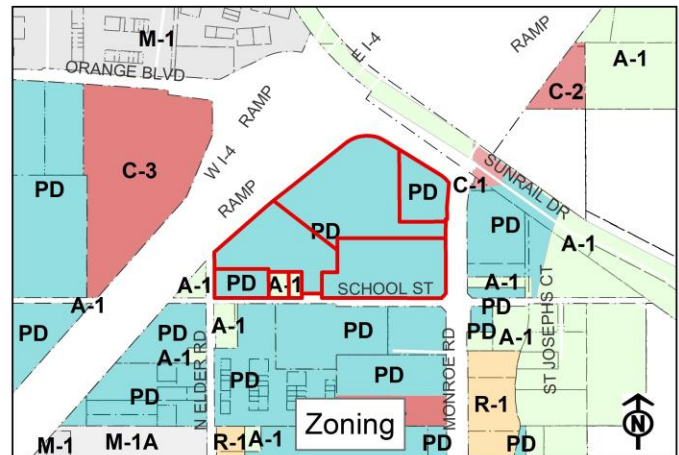 M-1
ORANGE BLVD
RAMP
E I-4
RAMP
A-1
C-2
C-3
W I-4
PD
RAMP
PD
C-1
SUNRAIL DR
PD
PD
A-1
PD
A-1
SCHOOL ST
A-1
A-1
A-1
PD
PD
A-1
PD
PD
A-1
ST JOSEPHS CT
N ELDER RD
A-1
PD
PD
PD
MONROE RD
R-1
PD
Zoning
N
M-1
M-1A
R-1
A-1
PD
PD